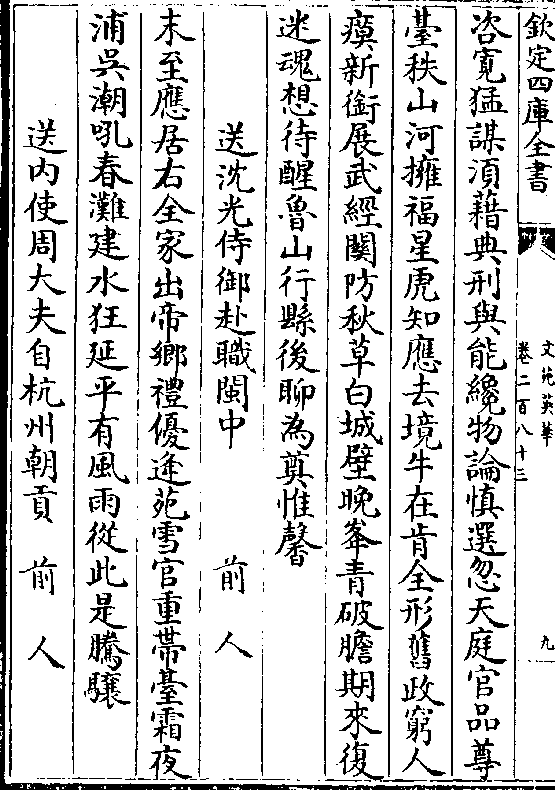 欽定四庫全書
文苑英華
卷二百八十三
九
咨寛猛謀湏藉典刑與能纔物論慎選忽天庭官品尊
臺秩山河擁福星虎知應去境牛在肯全形舊政窮人
瘼新銜展武經關防秋草白城壁晚峯青破膽期來復
迷魂想待醒魯山行縣後聊為奠惟馨
送沈光侍御赴職閩中　前人
末至應居右全家出帝鄉禮優逢苑雪官重帶臺霜夜
浦吳潮吼春灘建水狂延平有風雨從此是騰驤
送内使周大夫自杭州朝貢　前人